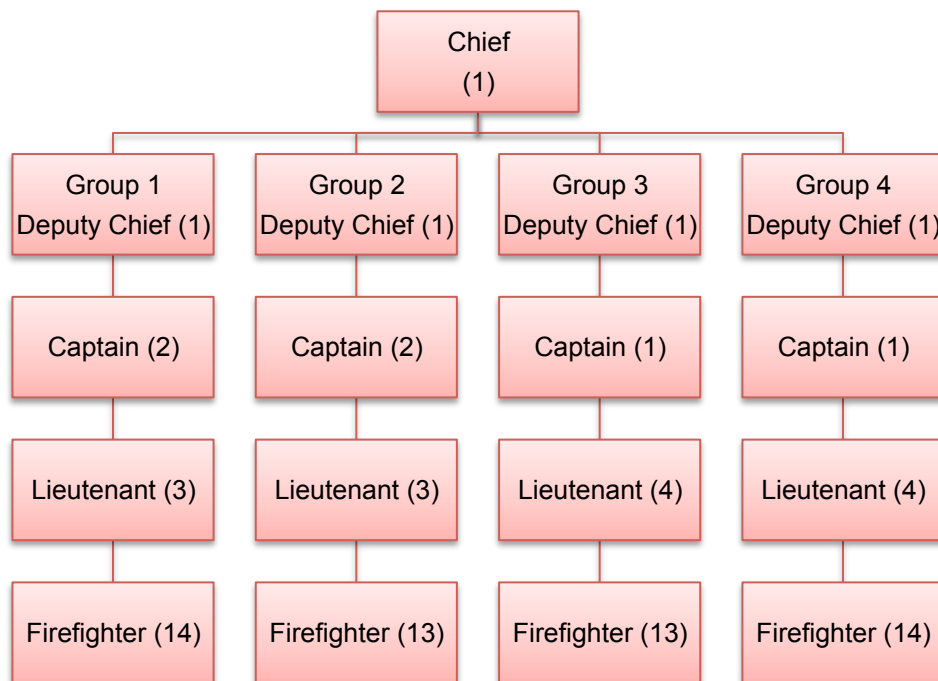 Chief
(1)
Group 1
Deputy Chief (1)
Group 2
Deputy Chief (1)
Group 3
Deputy Chief (1)
Group 4
Deputy Chief (1)
Captain (2)
Captain (2)
Captain (1)
Captain (1)
Lieutenant (3)
Lieutenant (3)
Lieutenant (4)
Lieutenant (4)
Firefighter (14)
Firefighter (13)
Firefighter (13)
Firefighter (14)